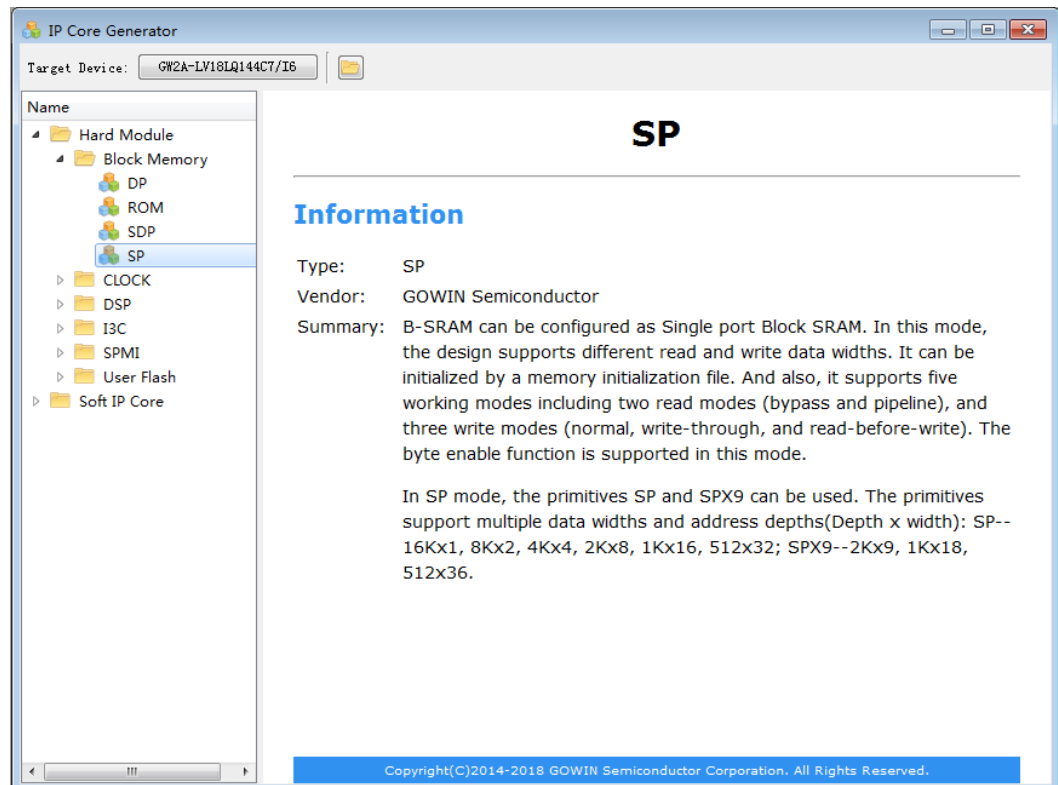 IP Core Generator
Target Device: GW2A-LV18LQ144C7/I6
Name
Hard Module
Block Memory
DP
ROM
SDP
SP
CLOCK
DSP
I3C
SPMI
User Flash
Soft IP Core
SP
Information
Type: SP
Vendor: GOWIN Semiconductor
Summary: B-SRAM can be configured as Single port Block SRAM. In this mode,
the design supports different read and write data widths. It can be
initialized by a memory initialization file. And also, it supports five
working modes including two read modes (bypass and pipeline), and
three write modes (normal, write-through, and read-before-write). The
byte enable function is supported in this mode.
In SP mode, the primitives SP and SPX9 can be used. The primitives
support multiple data widths and address depths(Depth x width): SP--
16Kx1, 8Kx2, 4Kx4, 2Kx8, 1Kx16, 512x32; SPX9--2Kx9, 1Kx18,
512x36.
Copyright(C)2014-2018 GOWIN Semiconductor Corporation. All Rights Reserved.